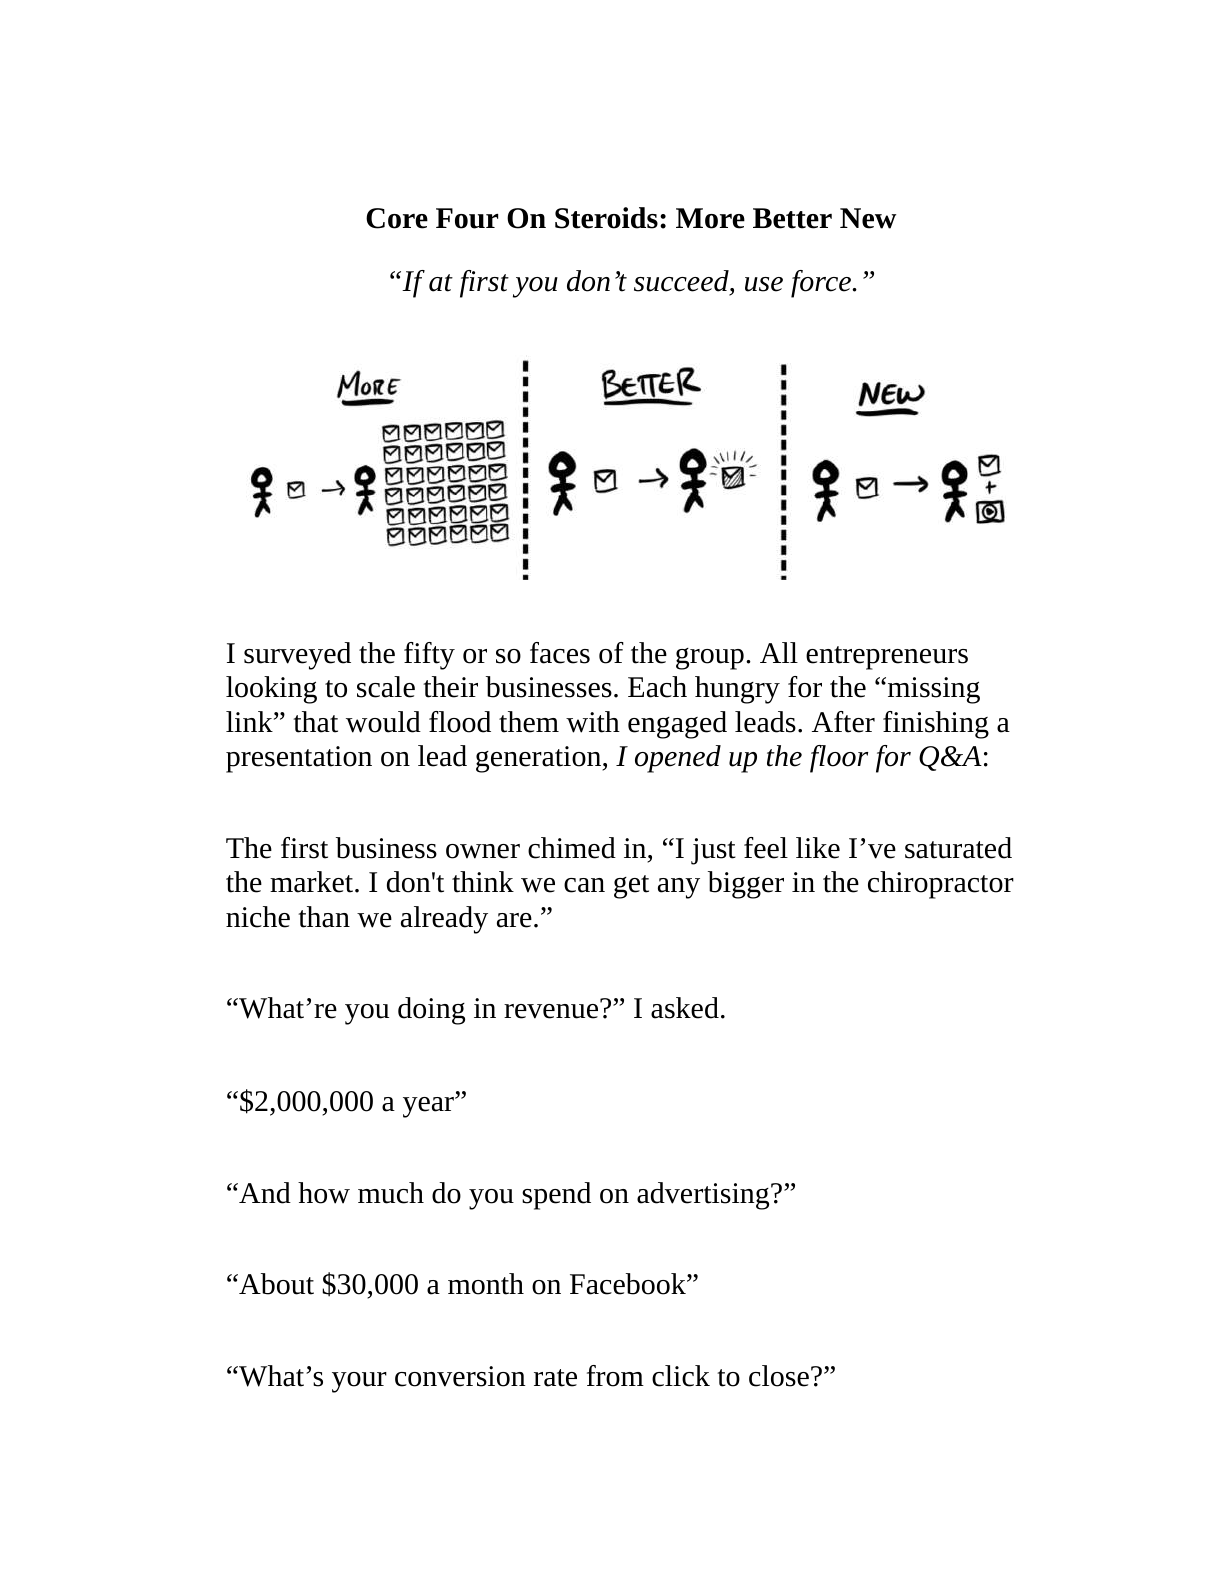 Core Four On Steroids: More Better New
“If at first you don’t succeed, use force.”
MORE
BETTER
NEW
I surveyed the fifty or so faces of the group. All entrepreneurs
looking to scale their businesses. Each hungry for the “missing
link” that would flood them with engaged leads. After finishing a
presentation on lead generation, I opened up the floor for Q&A:
The first business owner chimed in, “I just feel like I’ve saturated
the market. I don't think we can get any bigger in the chiropractor
niche than we already are.”
“What’re you doing in revenue?” I asked.
“$2,000,000 a year”
“And how much do you spend on advertising?”
“About $30,000 a month on Facebook”
“What’s your conversion rate from click to close?”